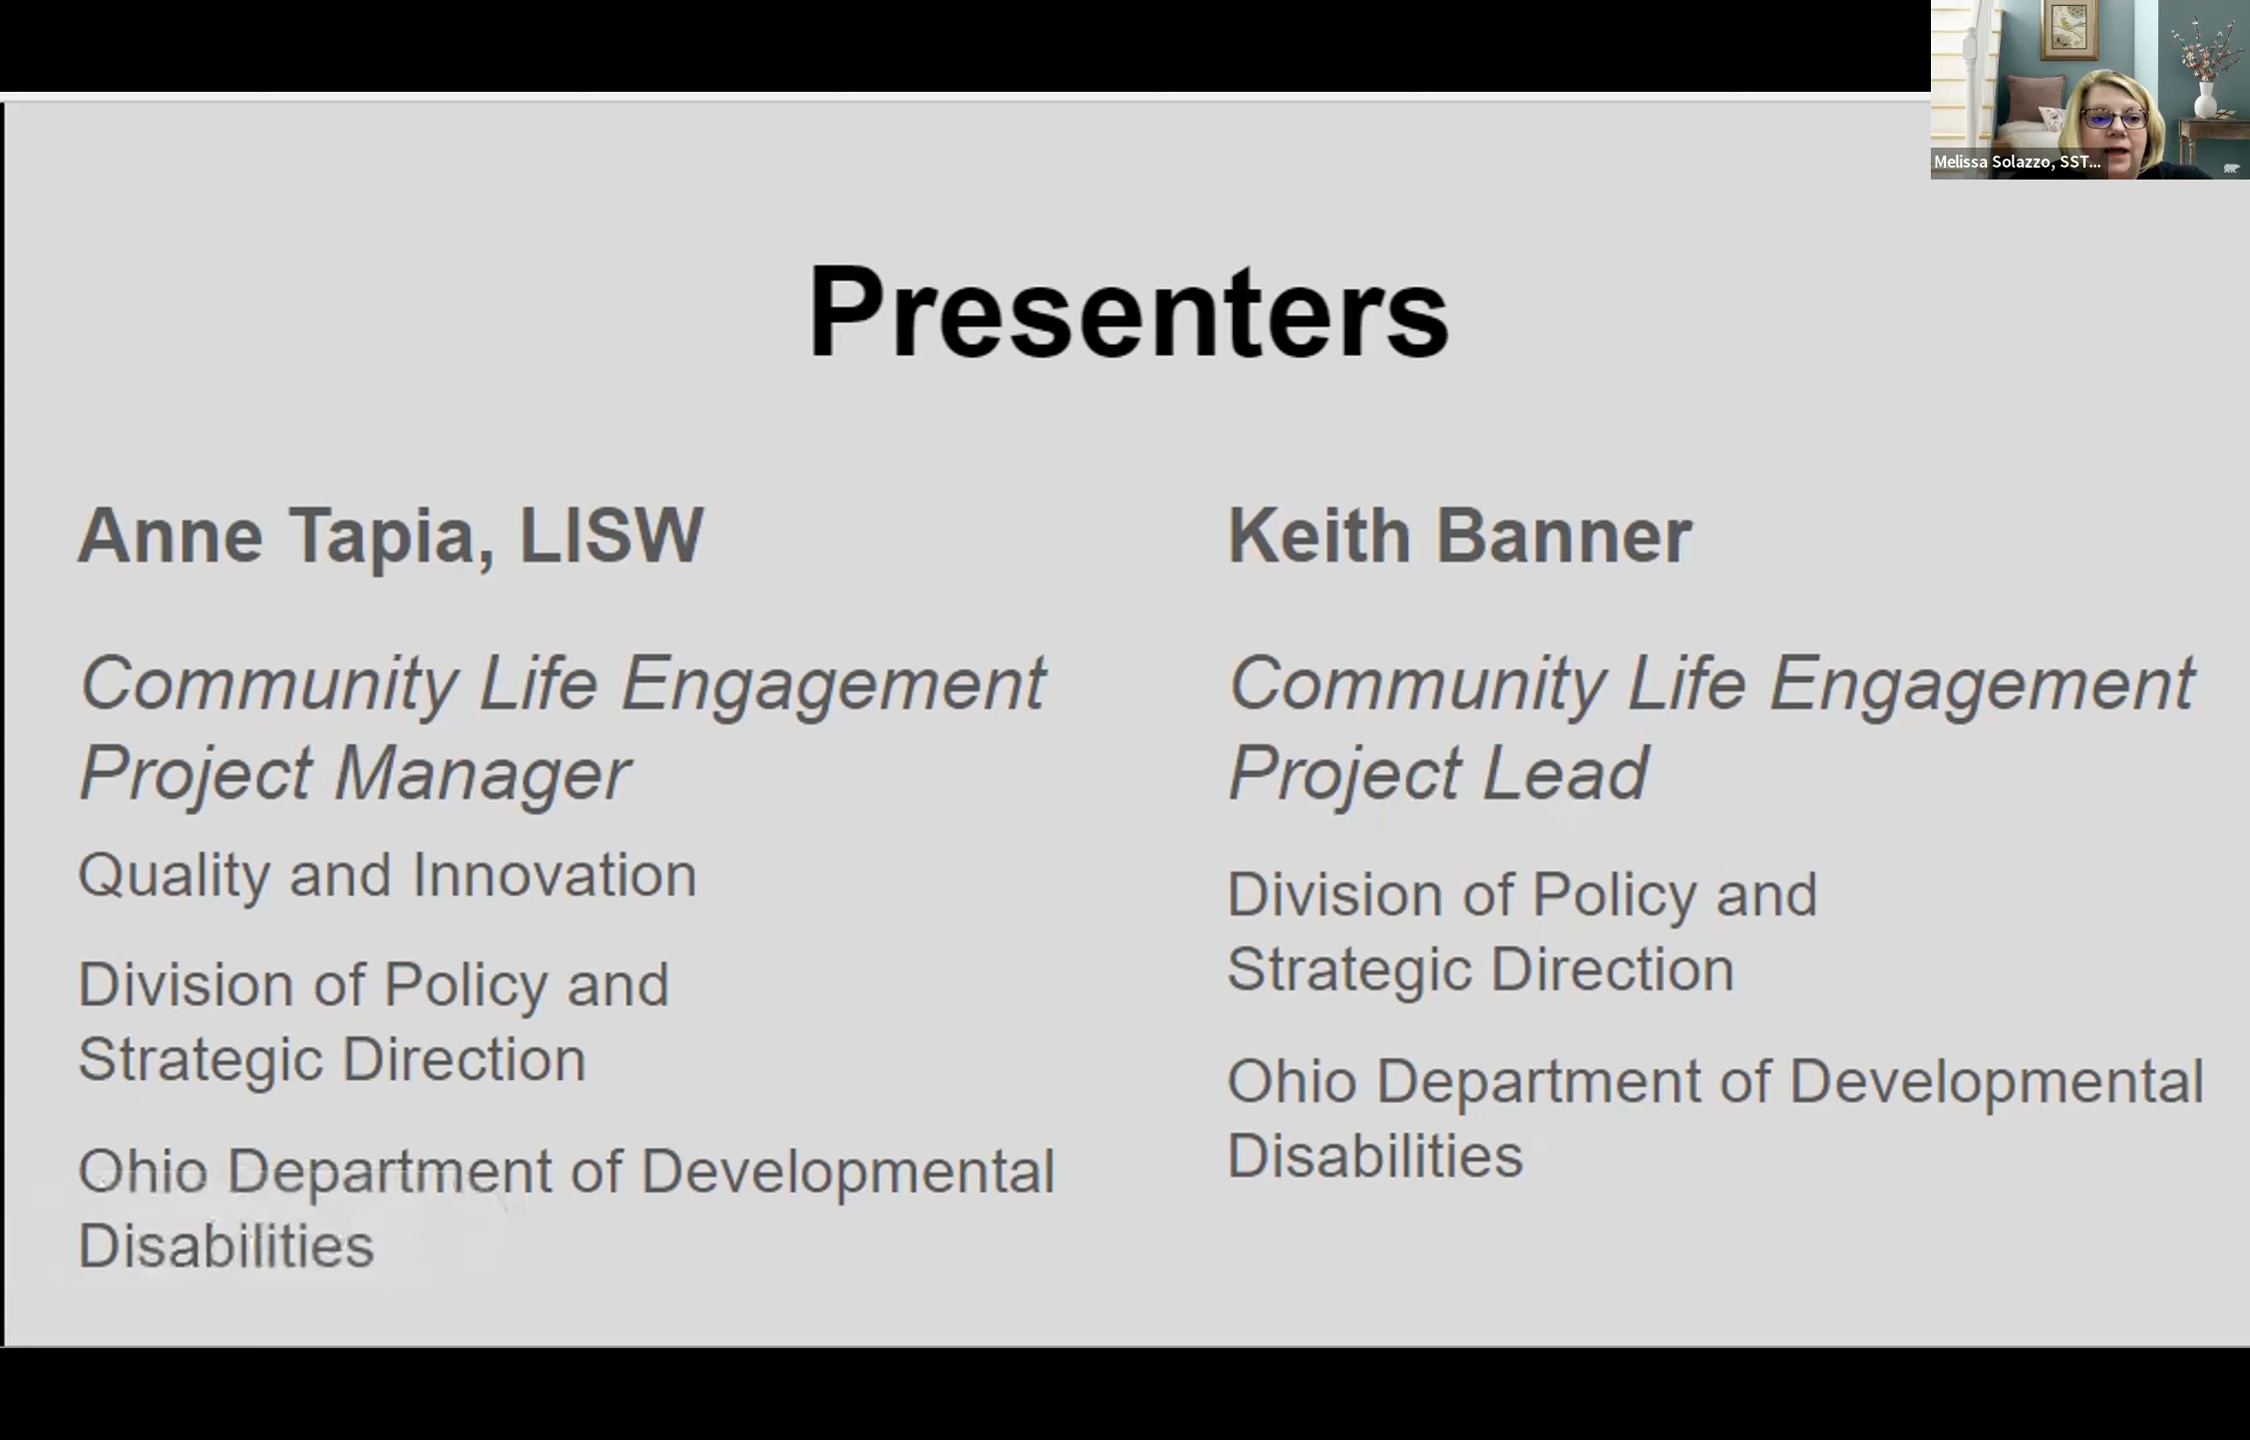 Melissa Solazzo, SST...
Presenters
Anne Tapia, LISW
Community Life Engagement
Project Manager
Quality and Innovation
Division of Policy and
Strategic Direction
Ohio Department of Developmental
Disabilities
Keith Banner
Community Life Engagement
Project Lead
Division of Policy and
Strategic Direction
Ohio Department of Developmental
Disabilities